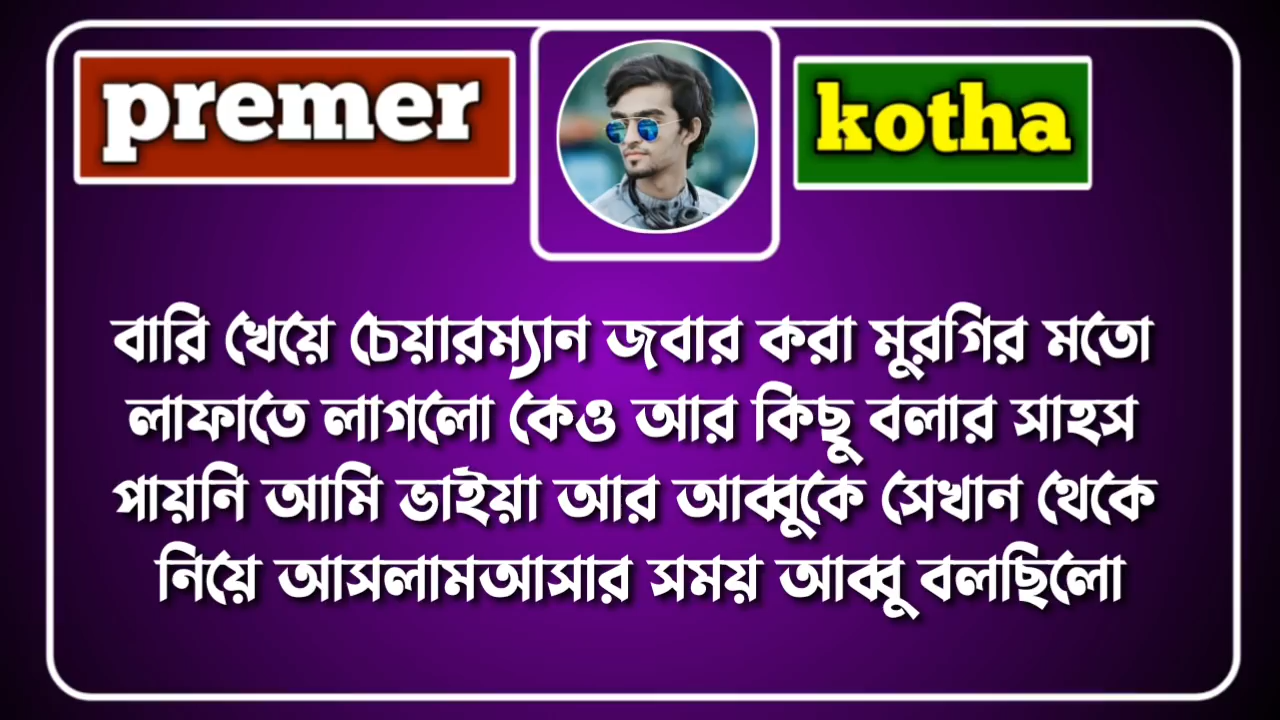 premer
kotha
বারি খেয়ে চেয়ারম্যান জবার করা মুরগির মতো
লাফাতে লাগলো কেও আর কিছু বলার সাহস
পায়নি আমি ভাইয়া আর আব্বুকে সেখান থেকে
নিয়ে আসলামআসার সময় আব্বু বলছিলো